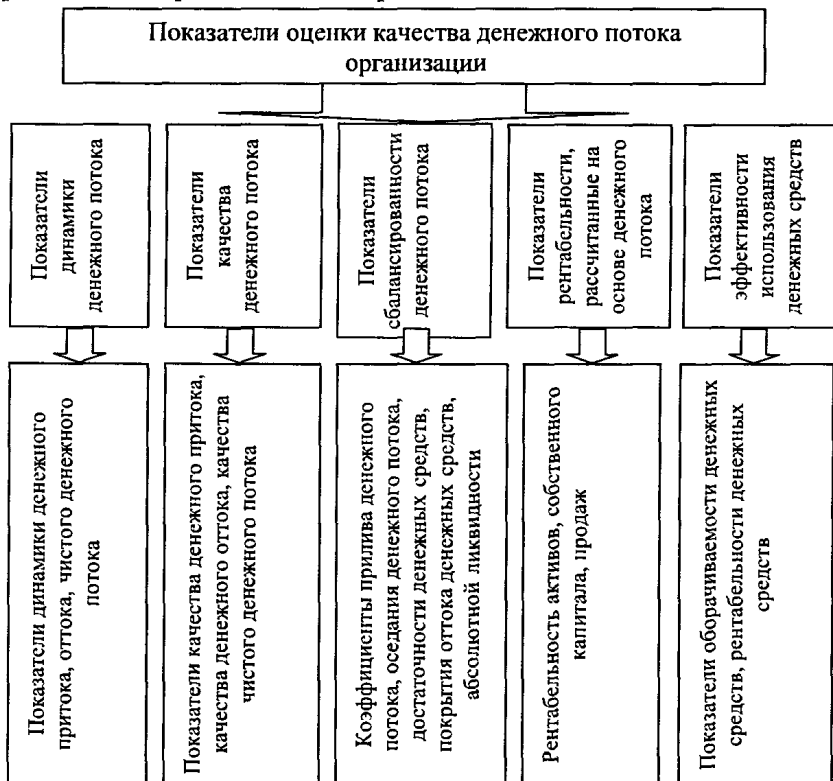 Показатели оценки качества денежного потока
организации
Показатели
динамики
денежного потока
Показатели
качества
денежного потока
Показатели
сбалансированности
денежного потока
Показатели
рентабельности,
рассчитанные на
основе денежного
потока
Показатели
эффективности
использования
денежных средств
Показатели динамики денежного
притока, оттока, чистого денежного
потока
Показатели качества денежного притока,
качества денежного оттока, качества
чистого денежного потока
Коэффициенты прилива денежного
потока, оседания денежного потока,
достаточности денежных средств,
покрытия оттока денежных средств,
абсолютной ликвидности
Рентабельность активов, собственного
капитала, продаж
Показатели оборачиваемости денежных
средств, рентабельности денежных
средств